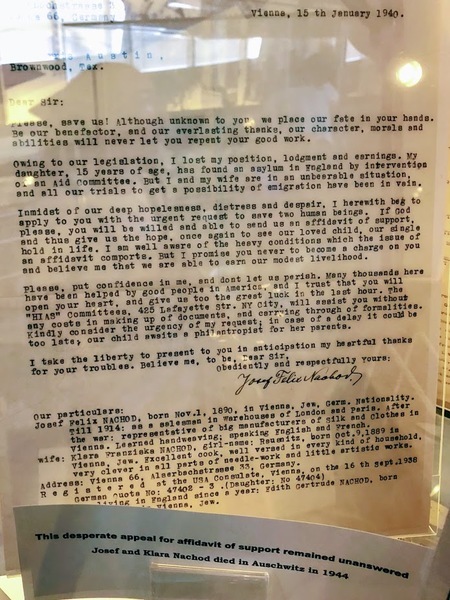 Vienna, 15th january 1940.
66, Germany
Austin,
Brownwood, Tex.
Dear Sir:
Please, save us! Although unknown to you, we place our fate in your hands.
Be our benefactor, and our everlasting thanks, our character, morals and
abilities will never let you repent your good work.
Owing to our legislation, I lost my position, lodgment and earnings. My
daughter, 15 years of age, has found an asylum in England by intervention
of an Aid Committee. But I and my wife are in an unbearable situation,
and all our trials to get a possibility of emigration have been in vain.
Inmidst of our deep hopelesness, distress and despair, I herewith beg to
apply to you with the urgent request to save two human beings. If God
please, you will be willed and able to send us an affidavit of support,
and thus give us the hope, once again to see our loved child, our single
hold in life. I am well aware of the heavy conditions which the issue of
an affidavit comports. But I promise you never to become a charge on you
and believe me that we are able to earn our modest livelihood.
Please, put confidence in me, and dont let us perish. Many thousands here
have been helped by good people in America, and I trust that you will
open your heart, and give us too the great luck in the last hour. The
"HIAS" Committees, 425 Lafayette Str. NY City, will assist you without
any costs in making up of documents, and carrying through of formalities.
Kindly consider the urgency of my request; in case of a delay it could be
too late; our child awaits a philantropist for her parents.
I take the liberty to present to you in anticipation my heartful thanks
for your troubles. Believe me, to be, Dear Sir,
Obediently and respectfully yours:
Josef Felix Nachod
Our particulars:
Josef Felix NACHOD, born Nov.1, 1890, in Vienna, Jew, Germ. Nationality.
Till 1914: as a salesman in warehouses of London and Paris. After
the war: representative of big manufacturers of silk and clothes in
Vienna. Learned handweaving; speaking English and French.
wife: Klara Franziska NACHOD, girl-name: Reusmitz, born Oct.9,1889 in
Vienna, Jew. Excellent cook, well versed in every kind of household,
very clever in all parts of needle-work and little artistic works.
Address: Vienna 66, Alserbachstrasse 33, Germany.
Registered at the USA Consulate, Vienna, on the 16 th sept.1938
German Quota No: 47402 - 3 .(Daughter: No 47404)
living in England since a year: Edith Gertrude NACHOD, born
in Vienna, Jew.
This desperate appeal for affidavit of support remained unanswered
Josef and Klara Nachod died in Auschwitz in 1944